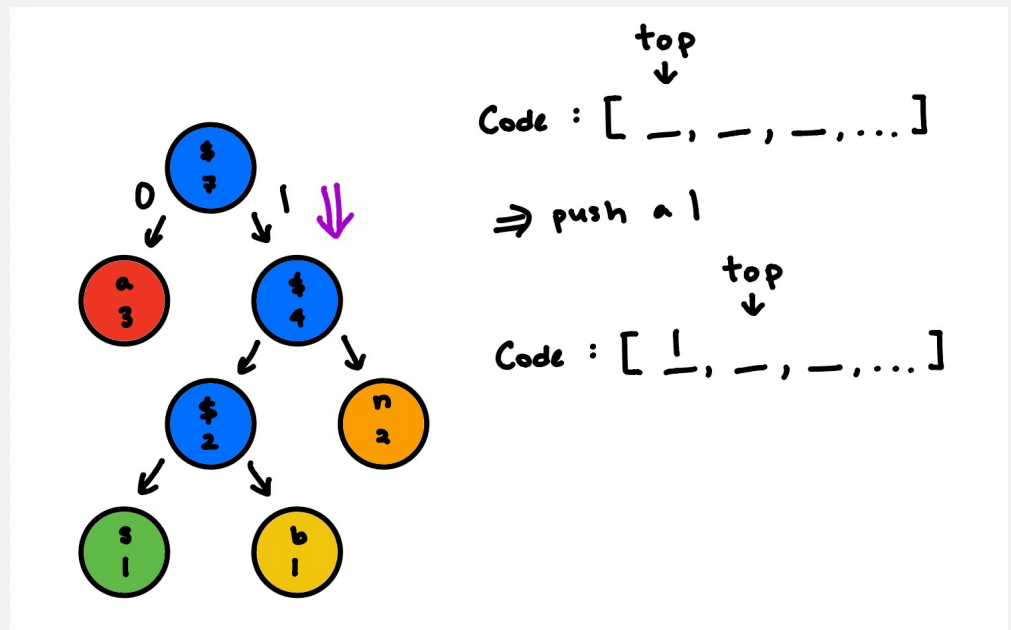 top
Code : [ _, _, _, ... ]
⇒ push a 1
top
Code : [ 1, _, _, ... ]
$
7
0
1
a
3
$
4
$
2
n
2
s
1
b
1